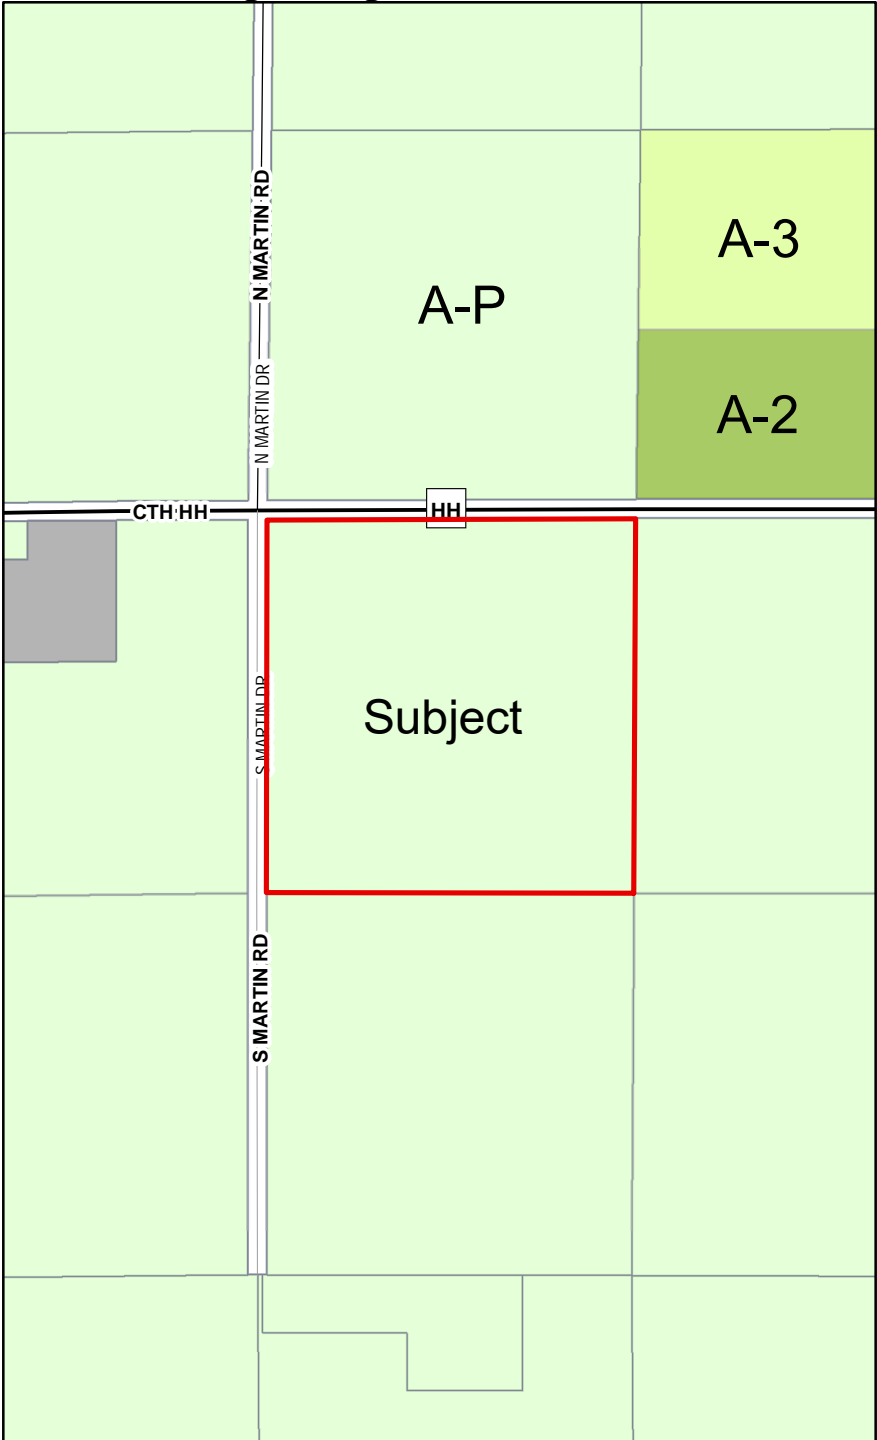 N MARTIN RD
A-3
A-P
N MARTIN DR
A-2
CTH HH
HH
S MARTIN DR
Subject
S MARTIN RD